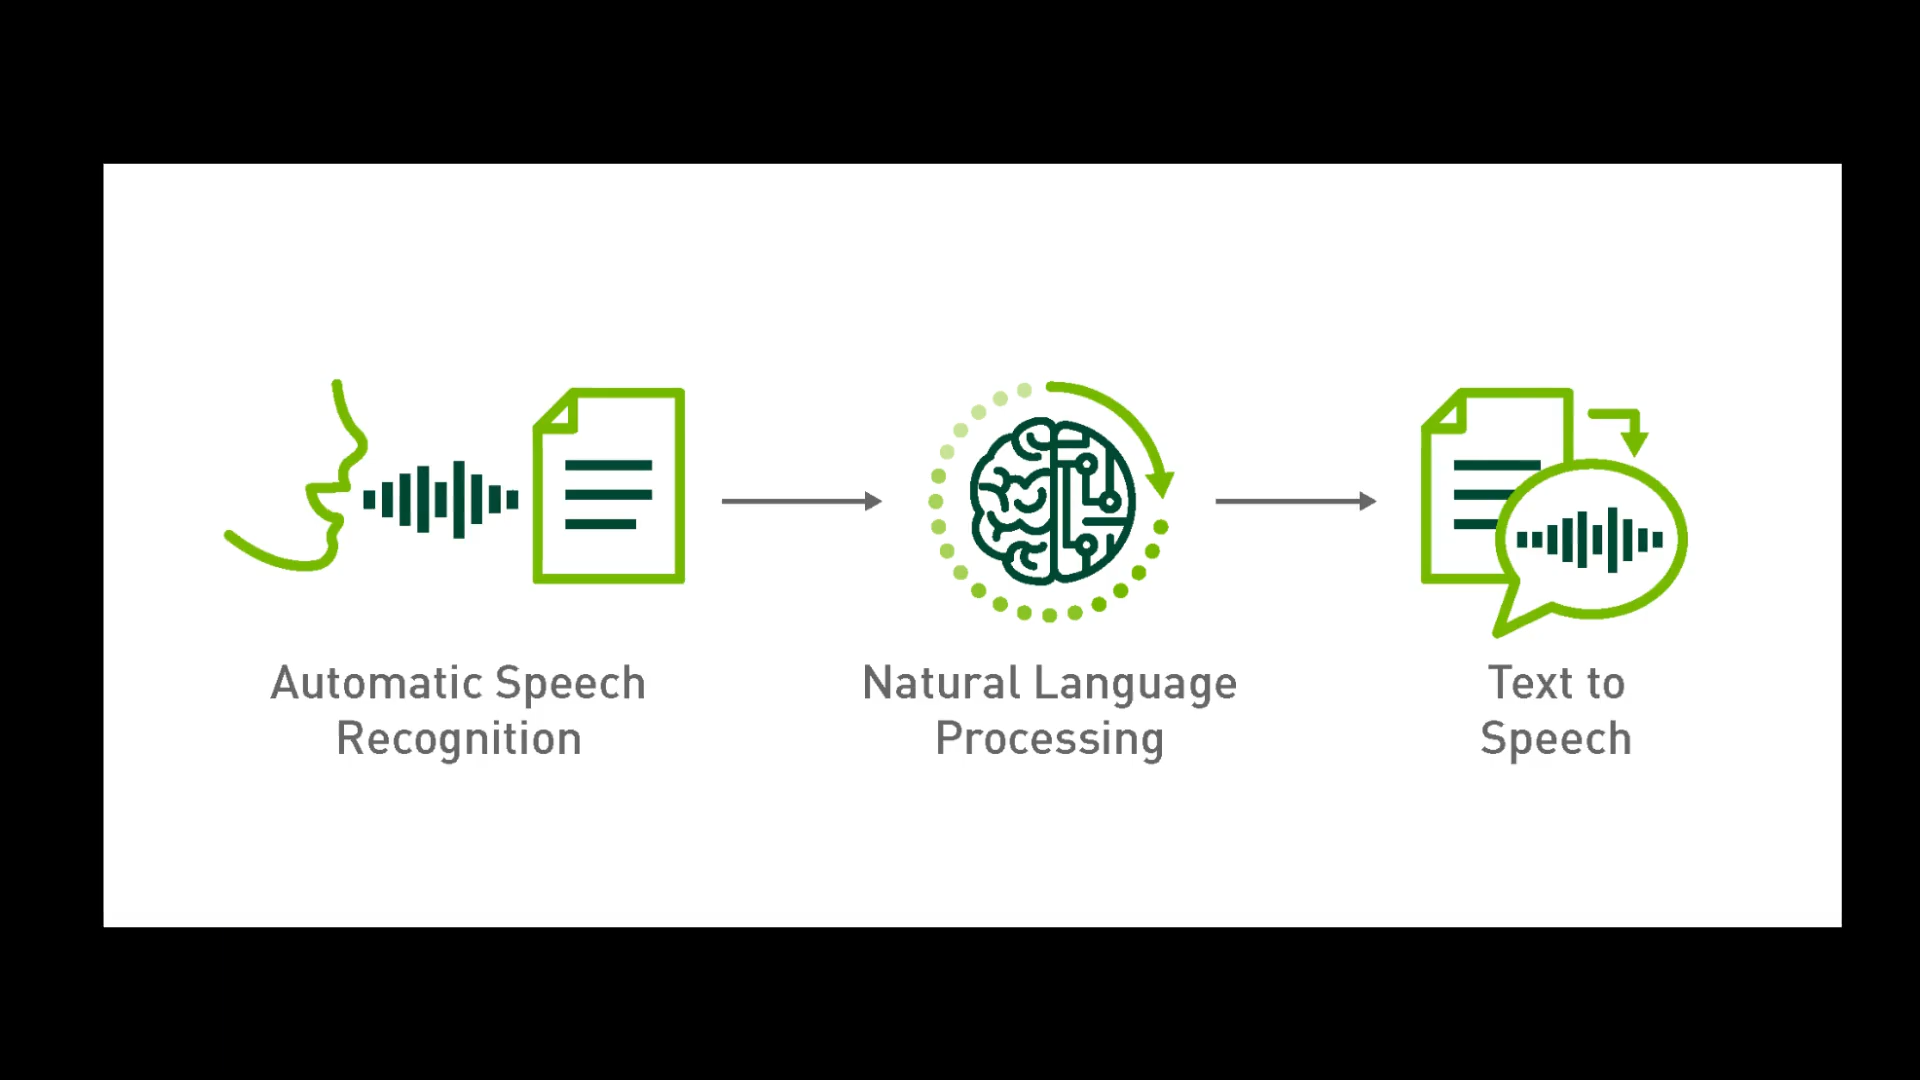 Automatic Speech
Recognition
Natural Language
Processing
Text to
Speech